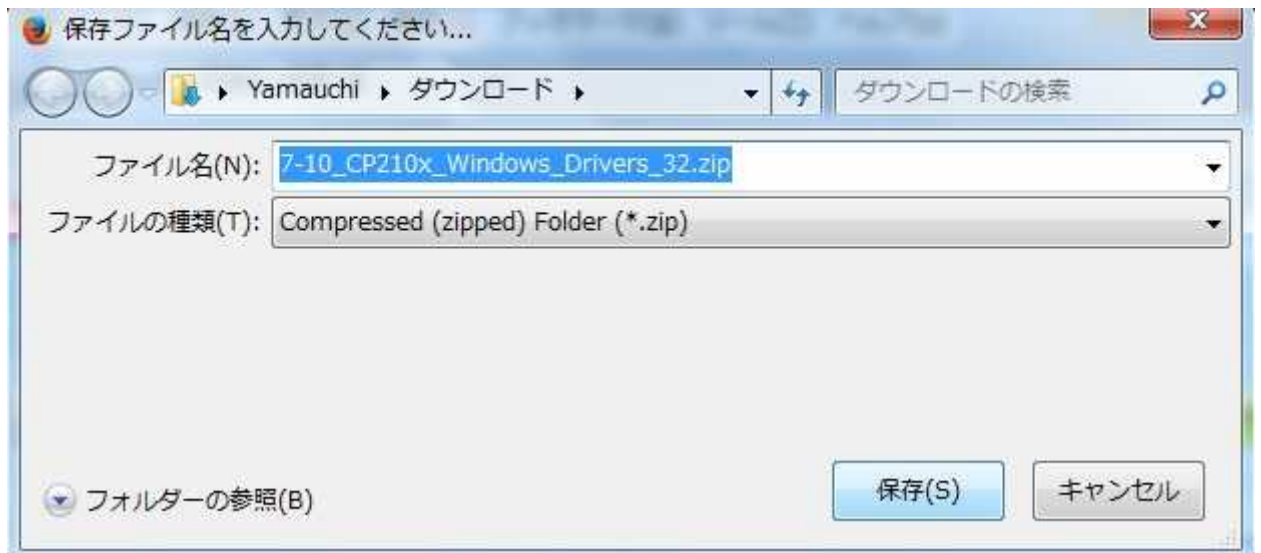 保存ファイル名を入力してください...
Yamauchi ダウンロード ダウンロードの検索
ファイル名(N): 7-10_CP210x_Windows_Drivers_32.zip
ファイルの種類(T): Compressed (zipped) Folder (*.zip)
フォルダーの参照(B) 保存(S) キャンセル